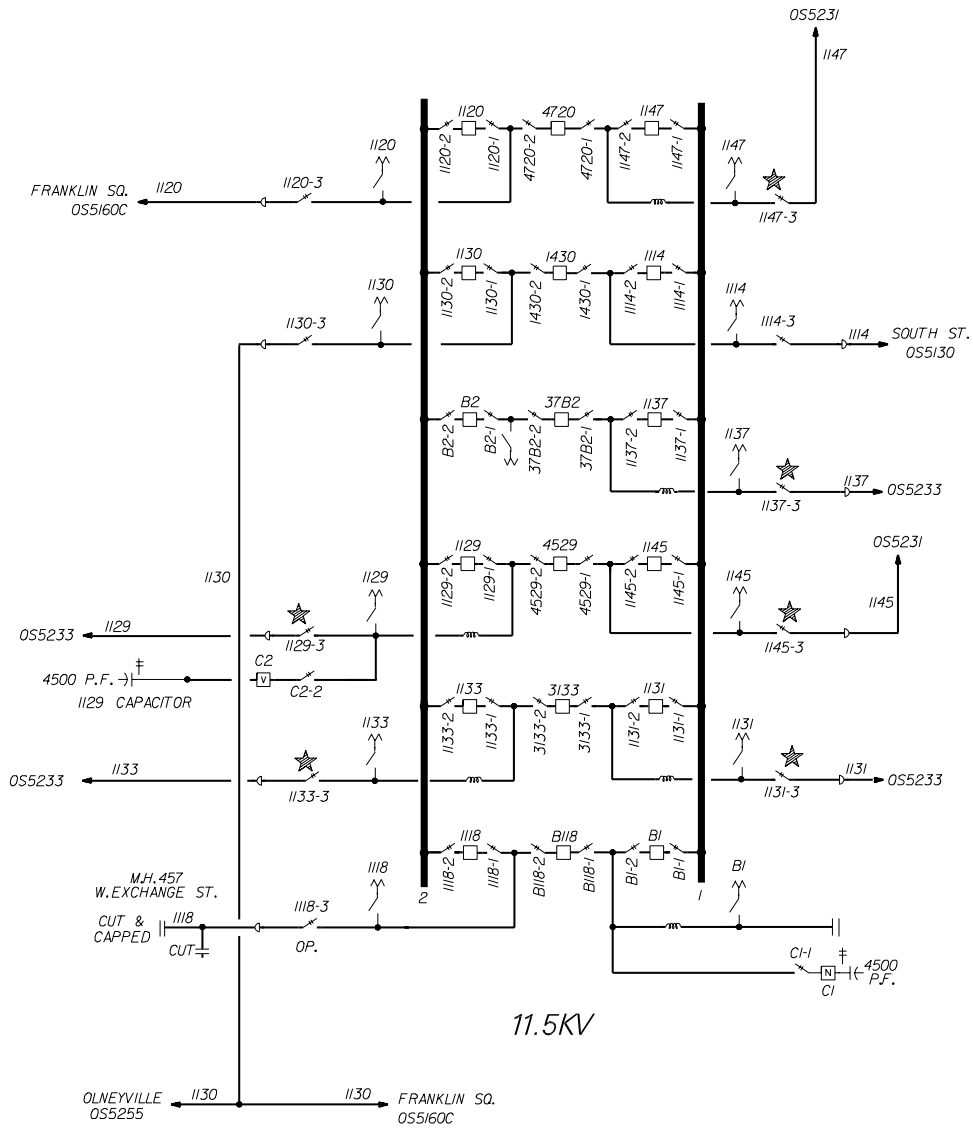 OS5231
1147
1120
4720
1147
1120-2
1120-1
4720-2
4720-1
1147-2
1147-1
1120
1147
FRANKLIN SQ.
OS5160C
1120
1120-3
1147-3
1130
1430
1114
1130-2
1130-1
1430-2
1430-1
1114-2
1114-1
1130
1114
1130-3
1114-3
1114
SOUTH ST.
OS5130
B2
37B2
1137
B2-2
B2-1
37B2-2
37B2-1
1137-2
1137-1
1137
1137-3
1137
OS5233
OS5231
1129
4529
1145
1129-2
1129-1
4529-2
4529-1
1145-2
1145-1
1130
1129
1145
1145
OS5233
1129
1129-3
1145-3
4500 P.F.
C2
V
C2-2
1129 CAPACITOR
1133
3133
1131
1133-2
1133-1
3133-2
3133-1
1131-2
1131-1
1133
1131
OS5233
1133
1133-3
1131-3
1131
OS5233
1118
B118
B1
1118-2
1118-1
B118-2
B118-1
B1-2
B1-1
1118
B1
2
1
M.H.457
W.EXCHANGE ST.
CUT &
CAPPED
1118
CUT
1118-3
OP.
C1-1
N
C1
4500
P.F.
11.5KV
OLNEYVILLE
OS5255
1130
1130
FRANKLIN SQ.
OS5160C